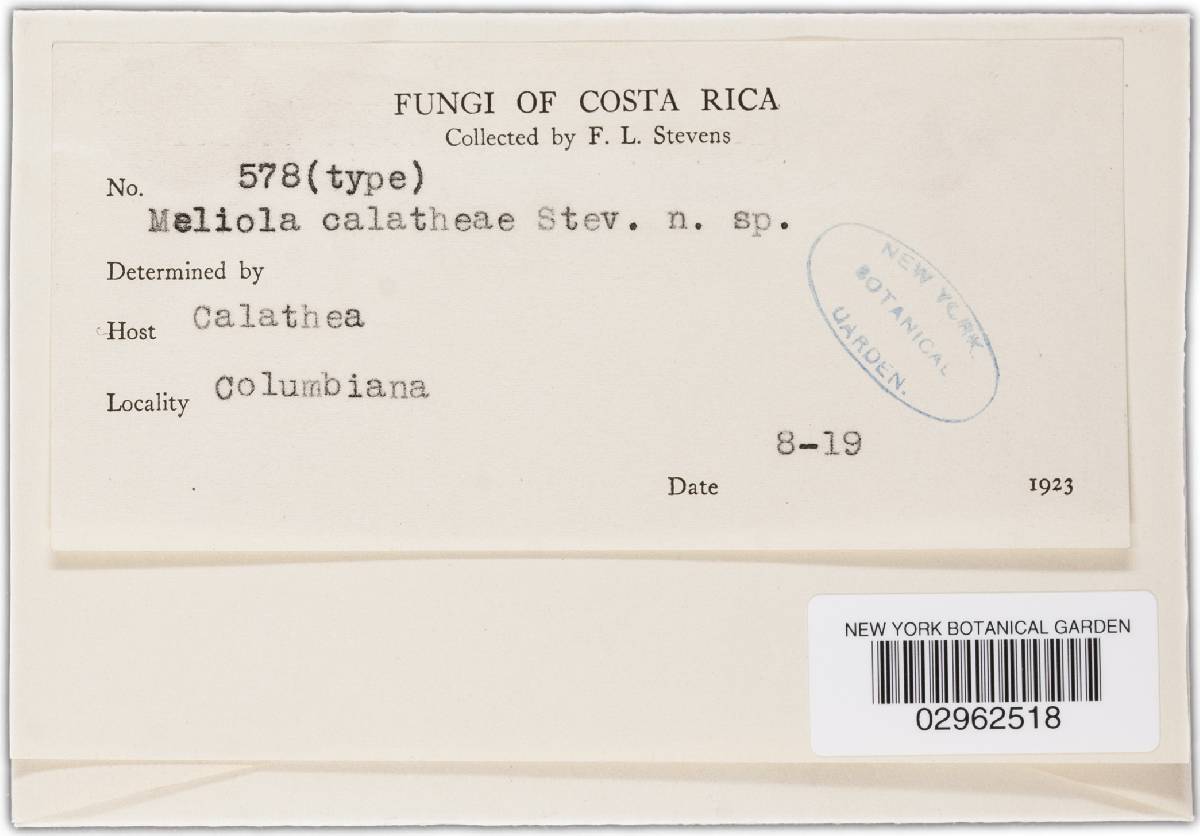 FUNGI OF COSTA RICA
Collected by F. L. Stevens
No. 578(type)
Meliola calatheae Stev. n. sp.
Determined by
Host Calathea
Locality Columbiana
NEW YORK
BOTANICAL
GARDEN.
8-19
Date 1923
NEW YORK BOTANICAL GARDEN
02962518